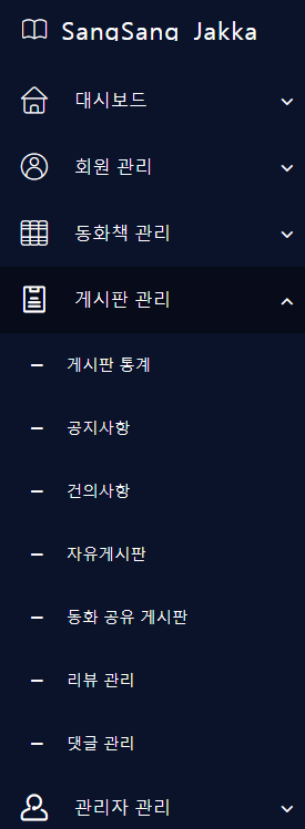 SangSang Jakka
대시보드
회원 관리
동화책 관리
게시판 관리
게시판 통계
공지사항
건의사항
자유게시판
동화 공유 게시판
리뷰 관리
댓글 관리
관리자 관리